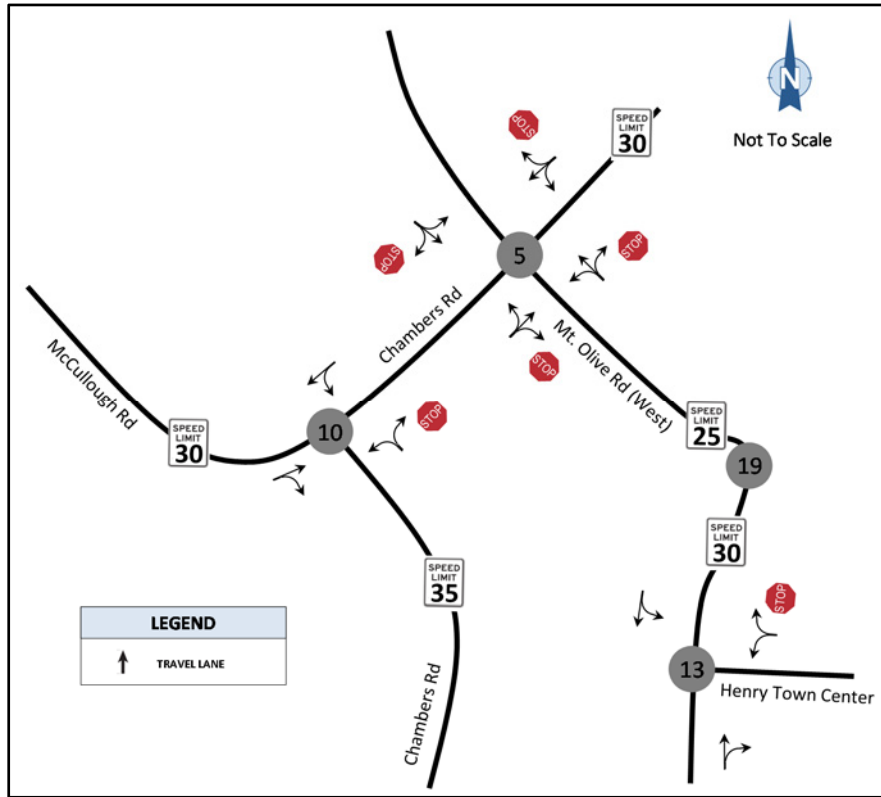 N
Not To Scale
STOP
SPEED
LIMIT
30
STOP
5
STOP
STOP
Chambers Rd
Mt. Olive Rd (West)
McCullough Rd
SPEED
LIMIT
30
10
STOP
SPEED
LIMIT
25
19
SPEED
LIMIT
30
SPEED
LIMIT
35
STOP
LEGEND
TRAVEL LANE
13
Henry Town Center
Chambers Rd